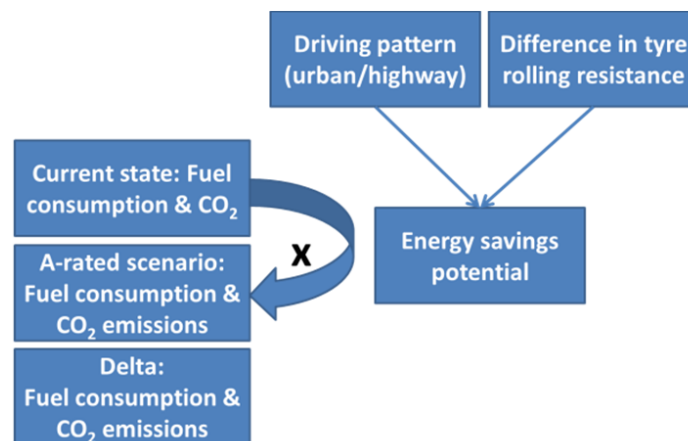 Driving pattern
(urban/highway)
Difference in tyre
rolling resistance
Current state: Fuel
consumption & CO₂
X
A-rated scenario:
Fuel consumption &
CO₂ emissions
Energy savings
potential
Delta:
Fuel consumption &
CO₂ emissions